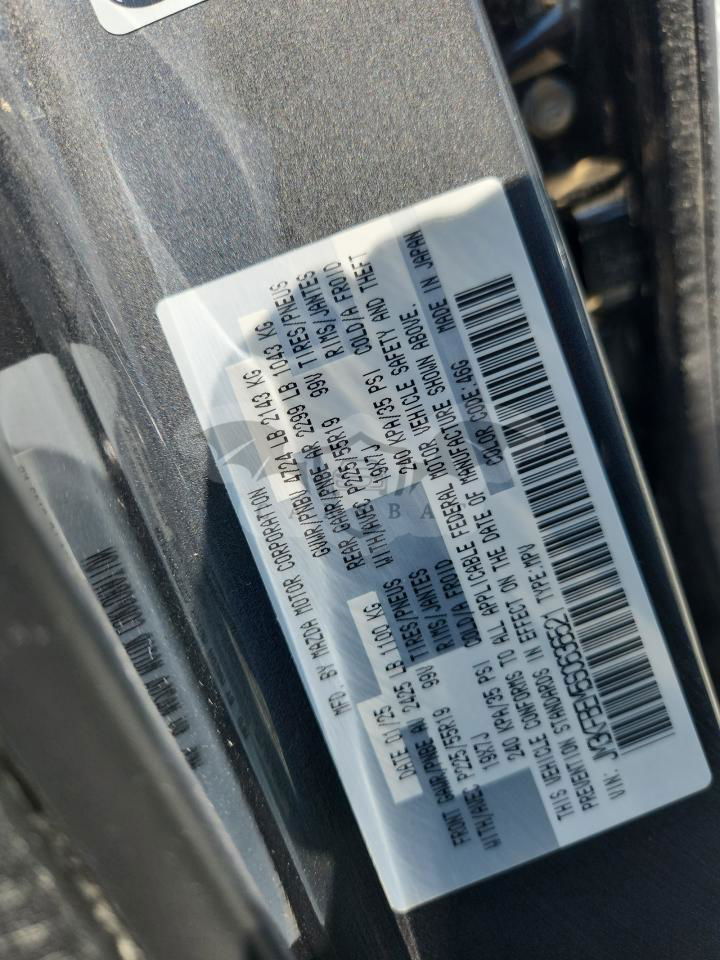 MFD. BY MAZDA MOTOR CORPORATION
DATE 01/25 GVWR/PNBV 4724 LB 2143 KG
FRONT GAWR/PNBE AV 2425 LB 1100 KG REAR GAWR/PNBE AR 2299 LB 1043 KG
WITH/AVEC P225/55R19 99V TIRES/PNEUS WITH/AVEC P225/55R19 99V TIRES/PNEUS
19X7J RIMS/JANTES 19X7J RIMS/JANTES
240 KPA/35 PSI COLD/A FROID 240 KPA/35 PSI COLD/A FROID
THIS VEHICLE CONFORMS TO ALL APPLICABLE FEDERAL MOTOR VEHICLE SAFETY AND THEFT
PREVENTION STANDARDS IN EFFECT ON THE DATE OF MANUFACTURE SHOWN ABOVE.
VIN: TYPE:MPV COLOR CODE:46G MADE IN JAPAN